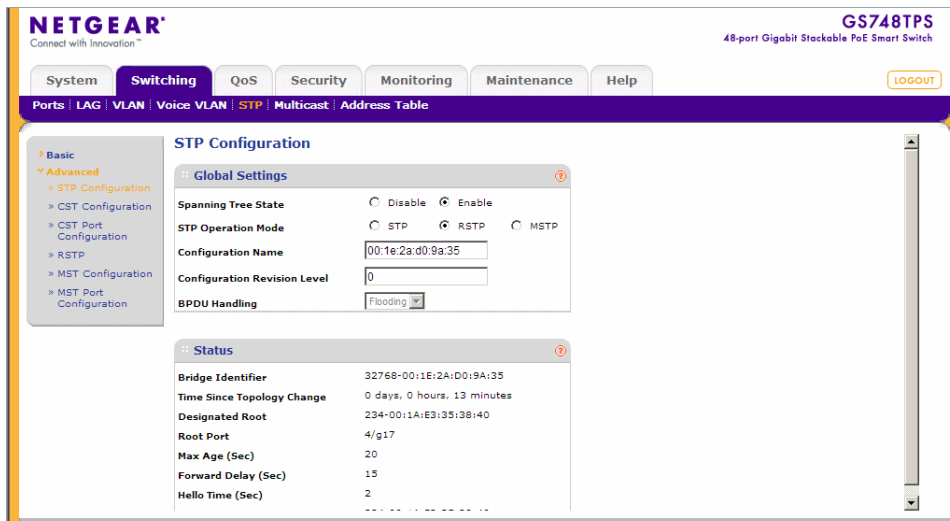 NETGEAR®
Connect with Innovation™
GS748TPS
48-port Gigabit Stackable PoE Smart Switch
System Switching QoS Security Monitoring Maintenance Help LOGOUT
Ports LAG VLAN Voice VLAN STP Multicast Address Table
Basic
Advanced
» STP Configuration
» CST Configuration
» CST Port
Configuration
» RSTP
» MST Configuration
» MST Port
Configuration
STP Configuration
Global Settings ?
Spanning Tree State Disable Enable
STP Operation Mode STP RSTP MSTP
Configuration Name 00:1e:2a:d0:9a:35
Configuration Revision Level 0
BPDU Handling Flooding
Status ?
Bridge Identifier 32768-00:1E:2A:D0:9A:35
Time Since Topology Change 0 days, 0 hours, 13 minutes
Designated Root 234-00:1A:E3:35:38:40
Root Port 4/g17
Max Age (Sec) 20
Forward Delay (Sec) 15
Hello Time (Sec) 2